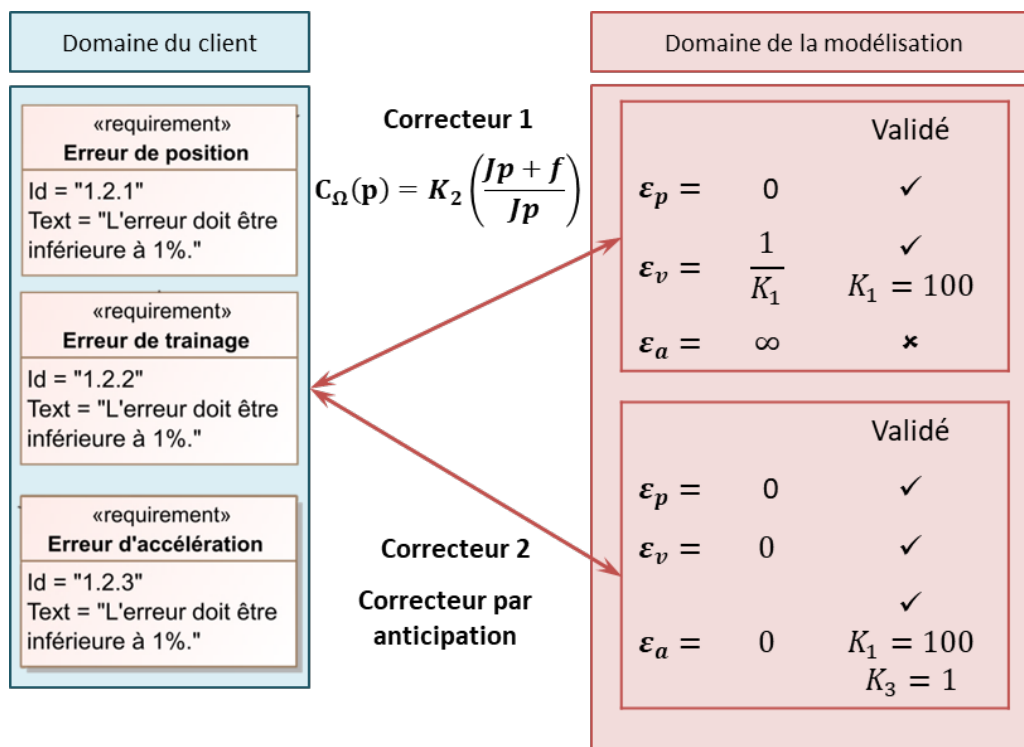 Domaine du client
Domaine de la modélisation
«requirement»
Erreur de position
Id = "1.2.1"
Text = "L'erreur doit être
inférieure à 1%."
«requirement»
Erreur de trainage
Id = "1.2.2"
Text = "L'erreur doit être
inférieure à 1%."
«requirement»
Erreur d'accélération
Id = "1.2.3"
Text = "L'erreur doit être
inférieure à 1%."
Correcteur 1
C_Ω(p) = K₂ ((Jp + f) / Jp)
Correcteur 2
Correcteur par
anticipation
Validé
εₚ = 0 ✓
εᵥ = 1/K₁ ✓
K₁ = 100
εₐ = ∞ ×
Validé
εₚ = 0 ✓
εᵥ = 0 ✓
✓
εₐ = 0 K₁ = 100
K₃ = 1